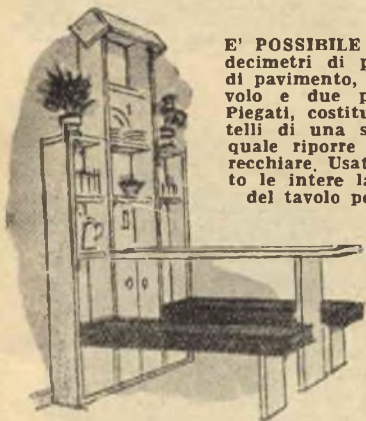 E' POSSIBILE
decimetri di p
di pavimento,
volo e due p
Piegati, costitu
telli di una s
quale riporre
recchiare. Usat
to le intere la
del tavolo pe